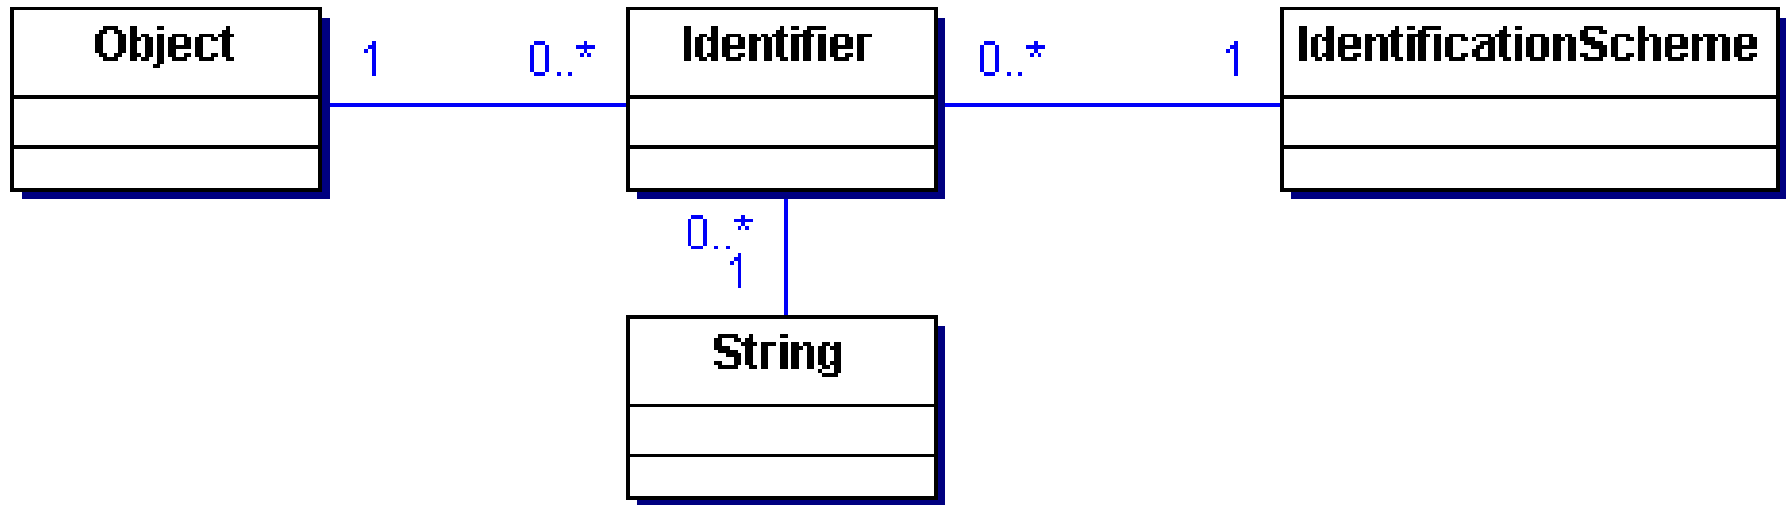 Object 1 0..* Identifier 0..* 1 IdentificationScheme
0..*
1
String